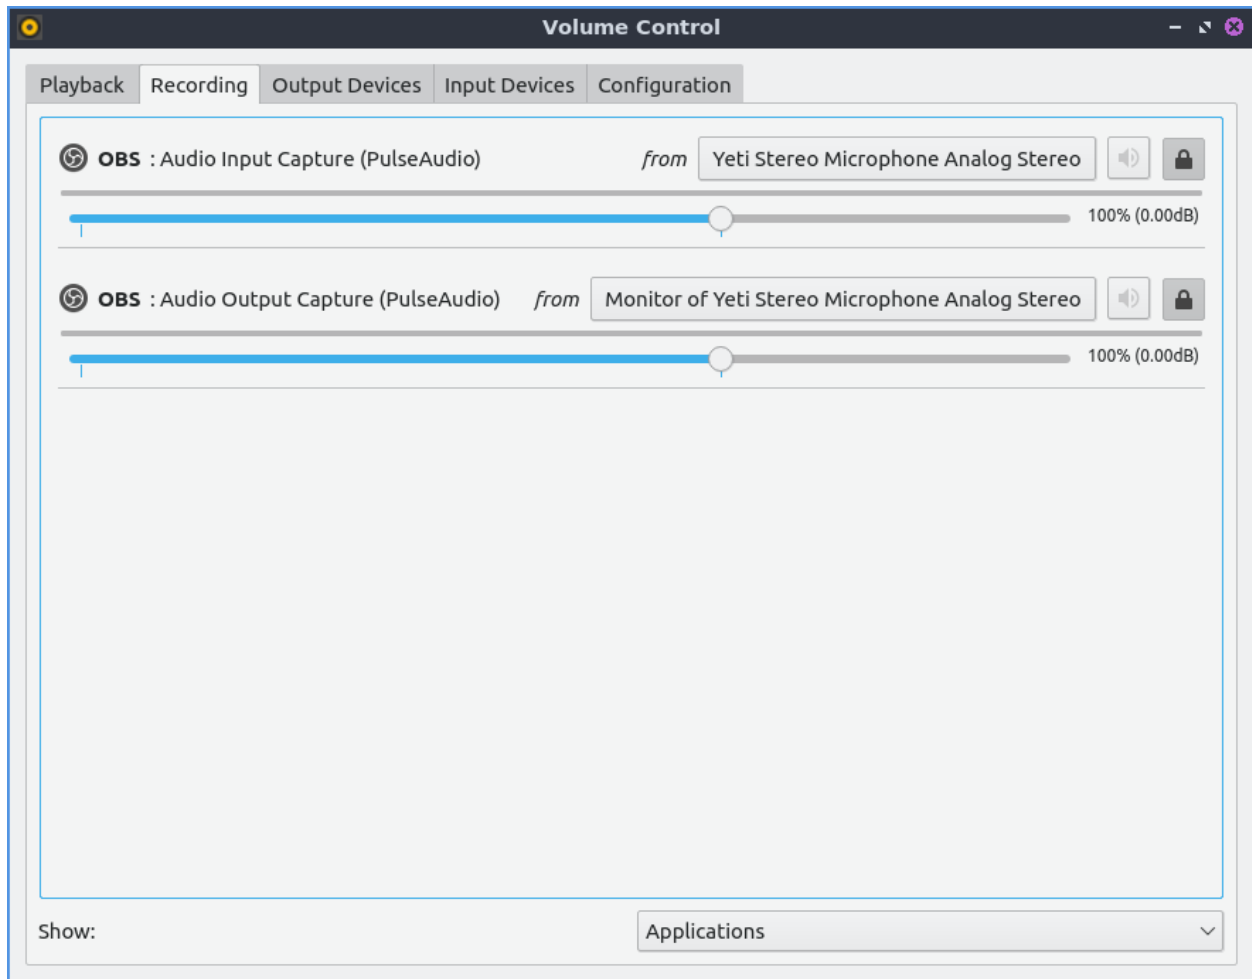 Volume Control
Playback Recording Output Devices Input Devices Configuration
OBS : Audio Input Capture (PulseAudio) from Yeti Stereo Microphone Analog Stereo
100% (0.00dB)
OBS : Audio Output Capture (PulseAudio) from Monitor of Yeti Stereo Microphone Analog Stereo
100% (0.00dB)
Show: Applications